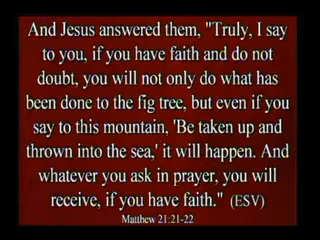 And Jesus answered them, "Truly, I say
to you, if you have faith and do not
doubt, you will not only do what has
been done to the fig tree, but even if you
say to this mountain, 'Be taken up and
thrown into the sea,' it will happen. And
whatever you ask in prayer, you will
receive, if you have faith." (ESV)
Matthew 21:21-22